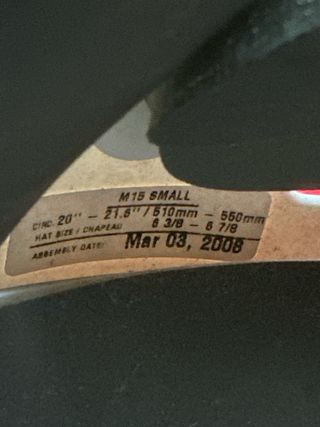 M15 SMALL
CIRC. 20" - 21.6" / 510mm - 550mm
HAT SIZE / CHAPEAU 6 3/8 - 6 7/8
ASSEMBLY DATE: Mar 03, 2008